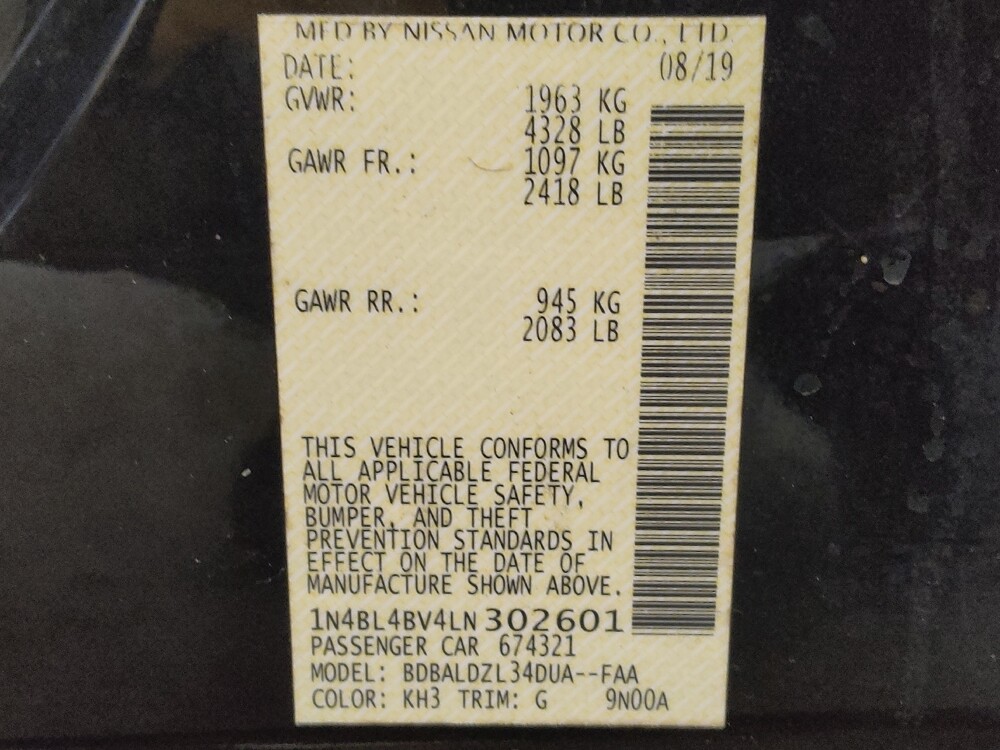 MFD BY NISSAN MOTOR CO., LTD.
DATE: 08/19
GVWR: 1963 KG
4328 LB
GAWR FR.: 1097 KG
2418 LB
GAWR RR.: 945 KG
2083 LB
THIS VEHICLE CONFORMS TO
ALL APPLICABLE FEDERAL
MOTOR VEHICLE SAFETY,
BUMPER, AND THEFT
PREVENTION STANDARDS IN
EFFECT ON THE DATE OF
MANUFACTURE SHOWN ABOVE.
1N4BL4BV4LN302601
PASSENGER CAR 674321
MODEL: BDBALDZL34DUA--FAA
COLOR: KH3 TRIM: G 9N00A